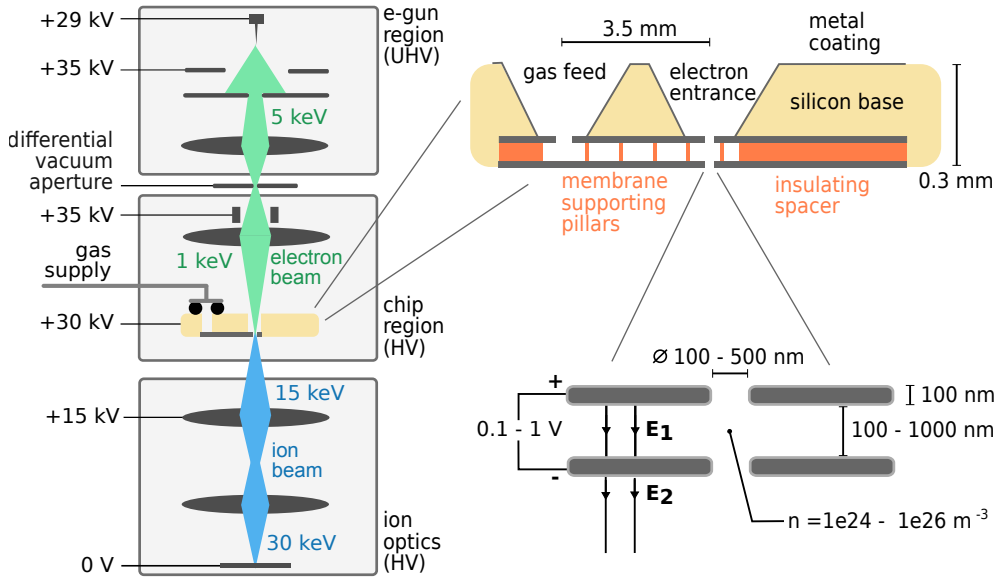 +29 kV
e-gun
region
(UHV)
+35 kV
5 keV
differential
vacuum
aperture
+35 kV
gas
supply
1 keV
electron
beam
+30 kV
chip
region
(HV)
15 keV
+15 kV
ion
beam
30 keV
0 V
ion
optics
(HV)
3.5 mm
metal
coating
gas feed
electron
entrance
silicon base
0.3 mm
membrane
supporting
pillars
insulating
spacer
Ø 100 - 500 nm
+
100 nm
0.1 - 1 V
E1
100 - 1000 nm
-
E2
n =1e24 - 1e26 m -3